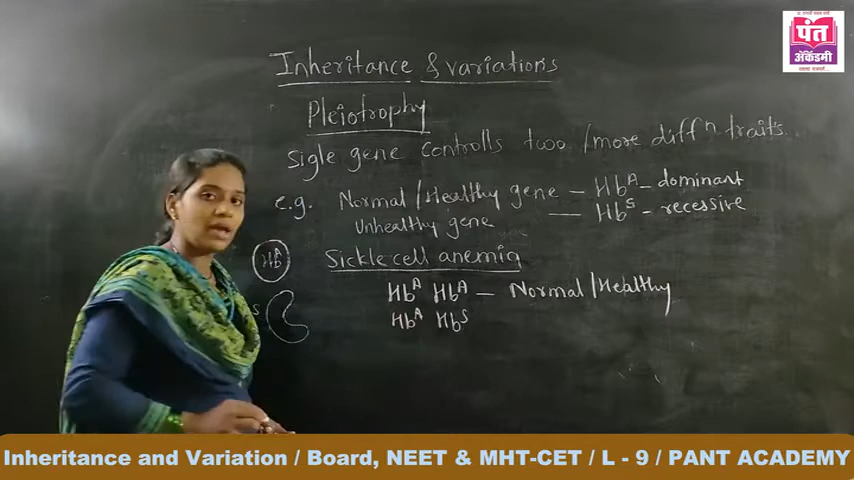 पंत
अ‍ॅकॅडमी
Inheritance & variations
Pleiotrophy
Sigle gene controlls two /more diffⁿ traits.
e.g. Normal/Healthy gene – Hbᴬ – dominant
Unhealthy gene — Hbˢ – recessive
HbA
Sickle cell anemia
Hbᴬ Hbᴬ – Normal/Healthy
S
Hbᴬ Hbˢ
Inheritance and Variation / Board, NEET & MHT-CET / L - 9 / PANT ACADEMY